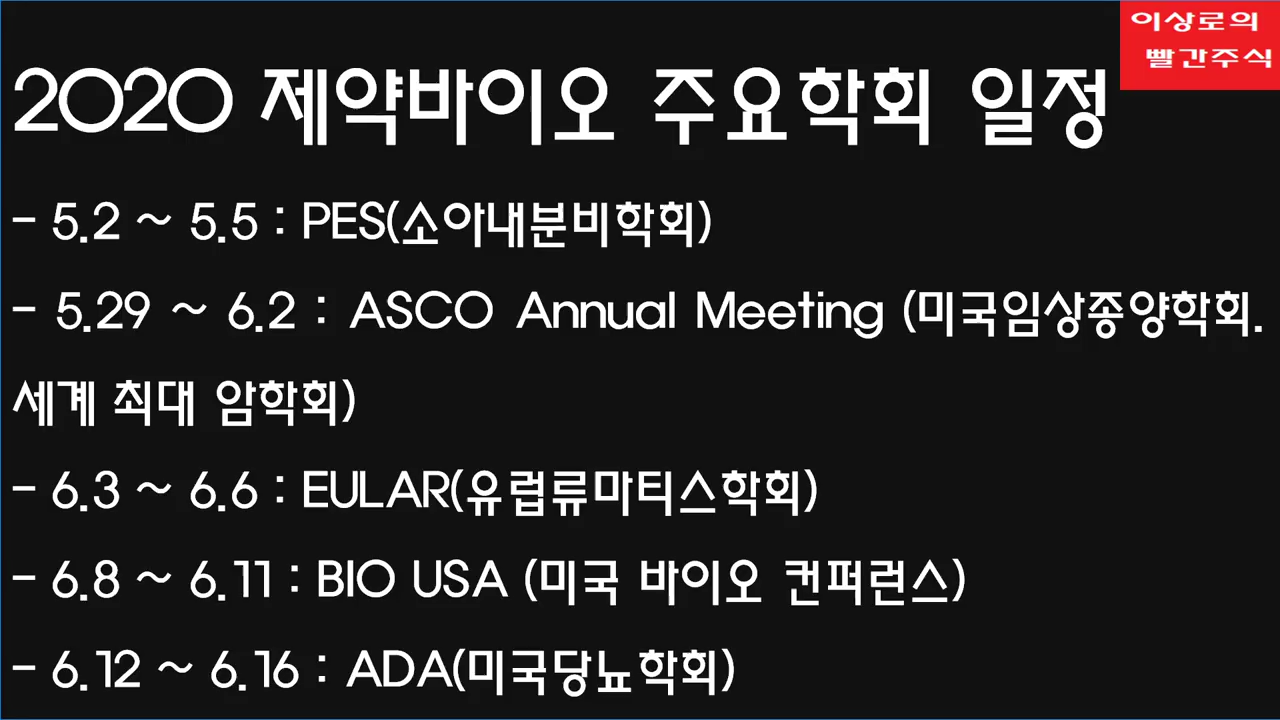 이상로의
빨간주식
2020 제약바이오 주요학회 일정
- 5.2 ~ 5.5 : PES(소아내분비학회)
- 5.29 ~ 6.2 : ASCO Annual Meeting (미국임상종양학회.
세계 최대 암학회)
- 6.3 ~ 6.6 : EULAR(유럽류마티스학회)
- 6.8 ~ 6.11 : BIO USA (미국 바이오 컨퍼런스)
- 6.12 ~ 6.16 : ADA(미국당뇨학회)